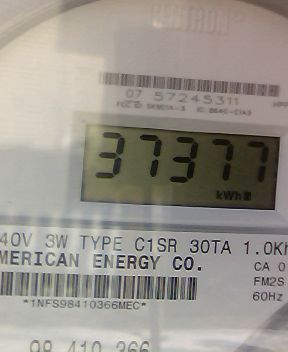 07 57245311
37377
kWh
40V 3W TYPE C1SR 30TA 1.0Kh
MERICAN ENERGY CO.
CA 0
FM2S
60Hz
*1NFS98410366MEC*
98 410 366